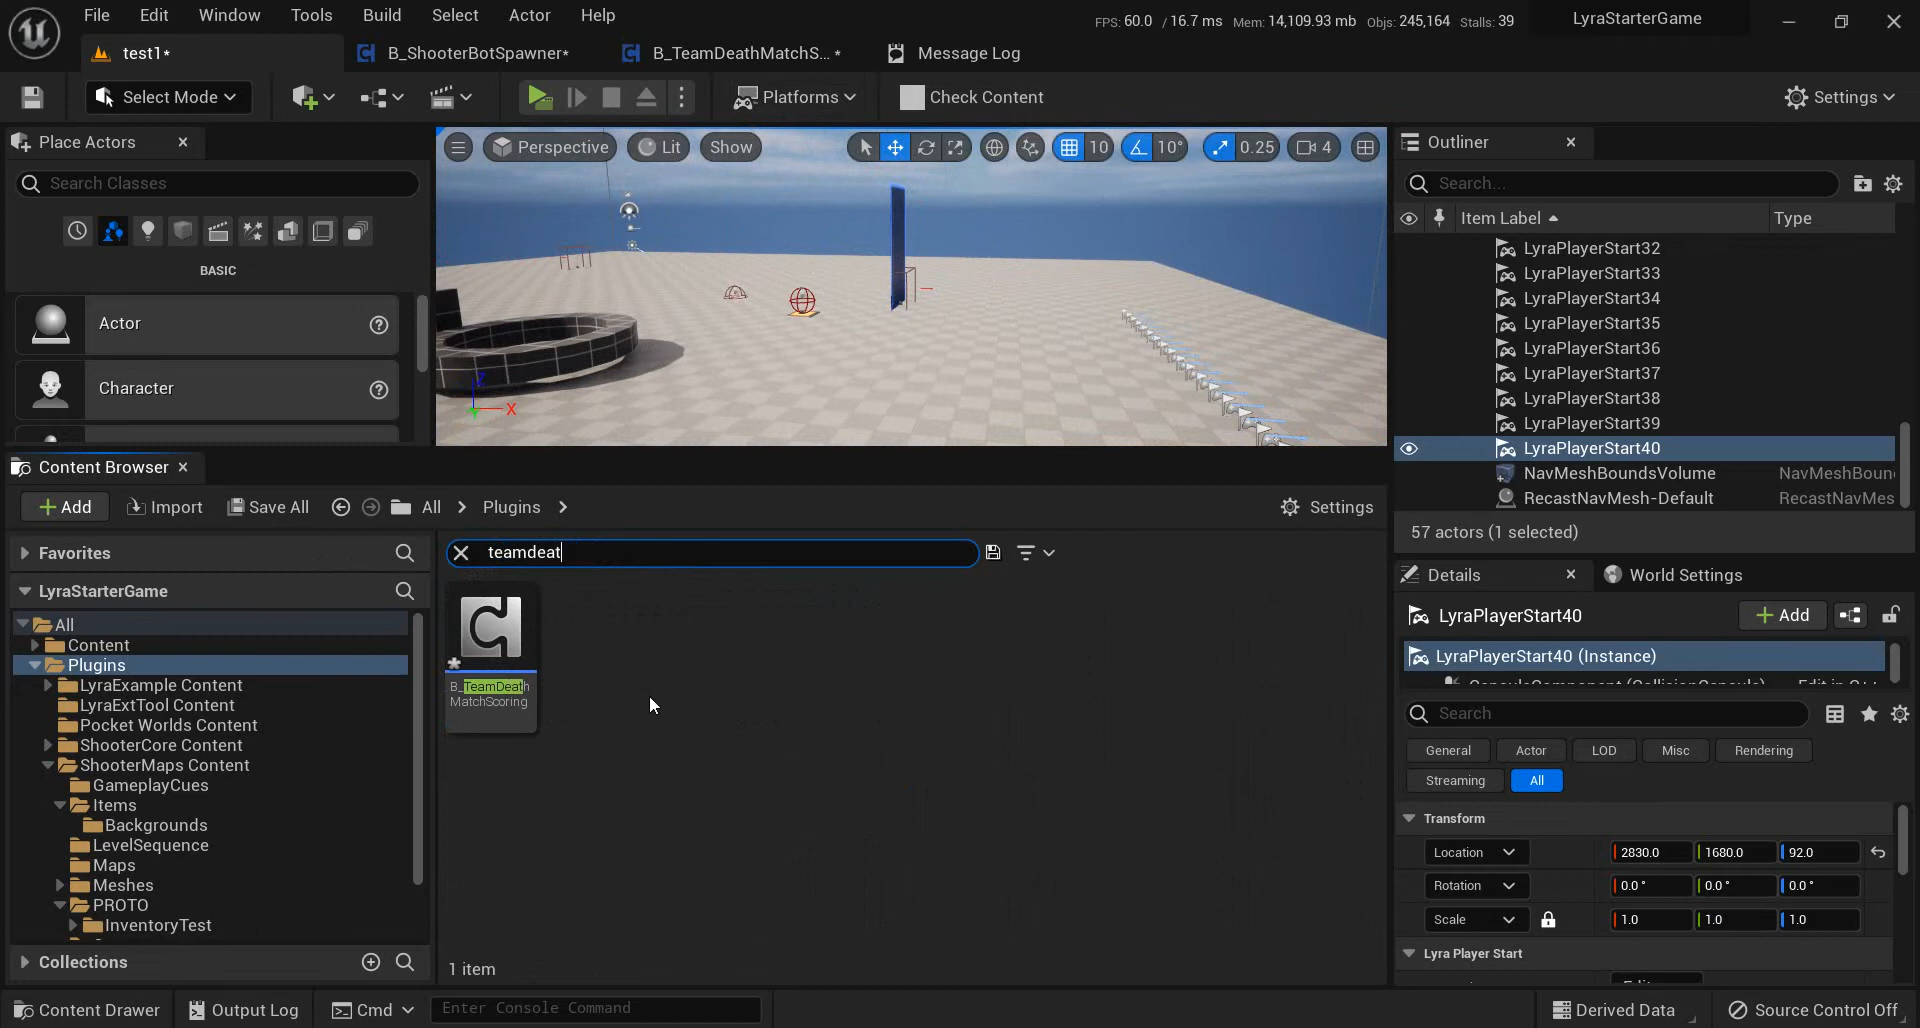 File Edit Window Tools Build Select Actor Help
FPS: 60.0 / 16.7 ms Mem: 14,109.93 mb Objs: 245,164 Stalls: 39
LyraStarterGame
test1*
B_ShooterBotSpawner*
B_TeamDeathMatchS... *
Message Log
Select Mode
Platforms
Check Content
Settings
Place Actors
Search Classes
BASIC
Actor
Character
Perspective
Lit
Show
10
10°
0.25
4
Z
X
Outliner
Search...
Item Label
Type
LyraPlayerStart32
LyraPlayerStart33
LyraPlayerStart34
LyraPlayerStart35
LyraPlayerStart36
LyraPlayerStart37
LyraPlayerStart38
LyraPlayerStart39
LyraPlayerStart40
NavMeshBoundsVolume NavMeshBoun
RecastNavMesh-Default RecastNavMes
57 actors (1 selected)
Content Browser
Add
Import
Save All
All
Plugins
Settings
Favorites
LyraStarterGame
All
Content
Plugins
LyraExample Content
LyraExtTool Content
Pocket Worlds Content
ShooterCore Content
ShooterMaps Content
GameplayCues
Items
Backgrounds
LevelSequence
Maps
Meshes
PROTO
InventoryTest
Collections
teamdeat
B_TeamDeath
MatchScoring
1 item
Details
World Settings
LyraPlayerStart40
Add
LyraPlayerStart40 (Instance)
Search
General
Actor
LOD
Misc
Rendering
Streaming
All
Transform
Location 2830.0 1680.0 92.0
Rotation 0.0 ° 0.0 ° 0.0 °
Scale 1.0 1.0 1.0
Lyra Player Start
Content Drawer
Output Log
Cmd
Enter Console Command
Derived Data
Source Control Off